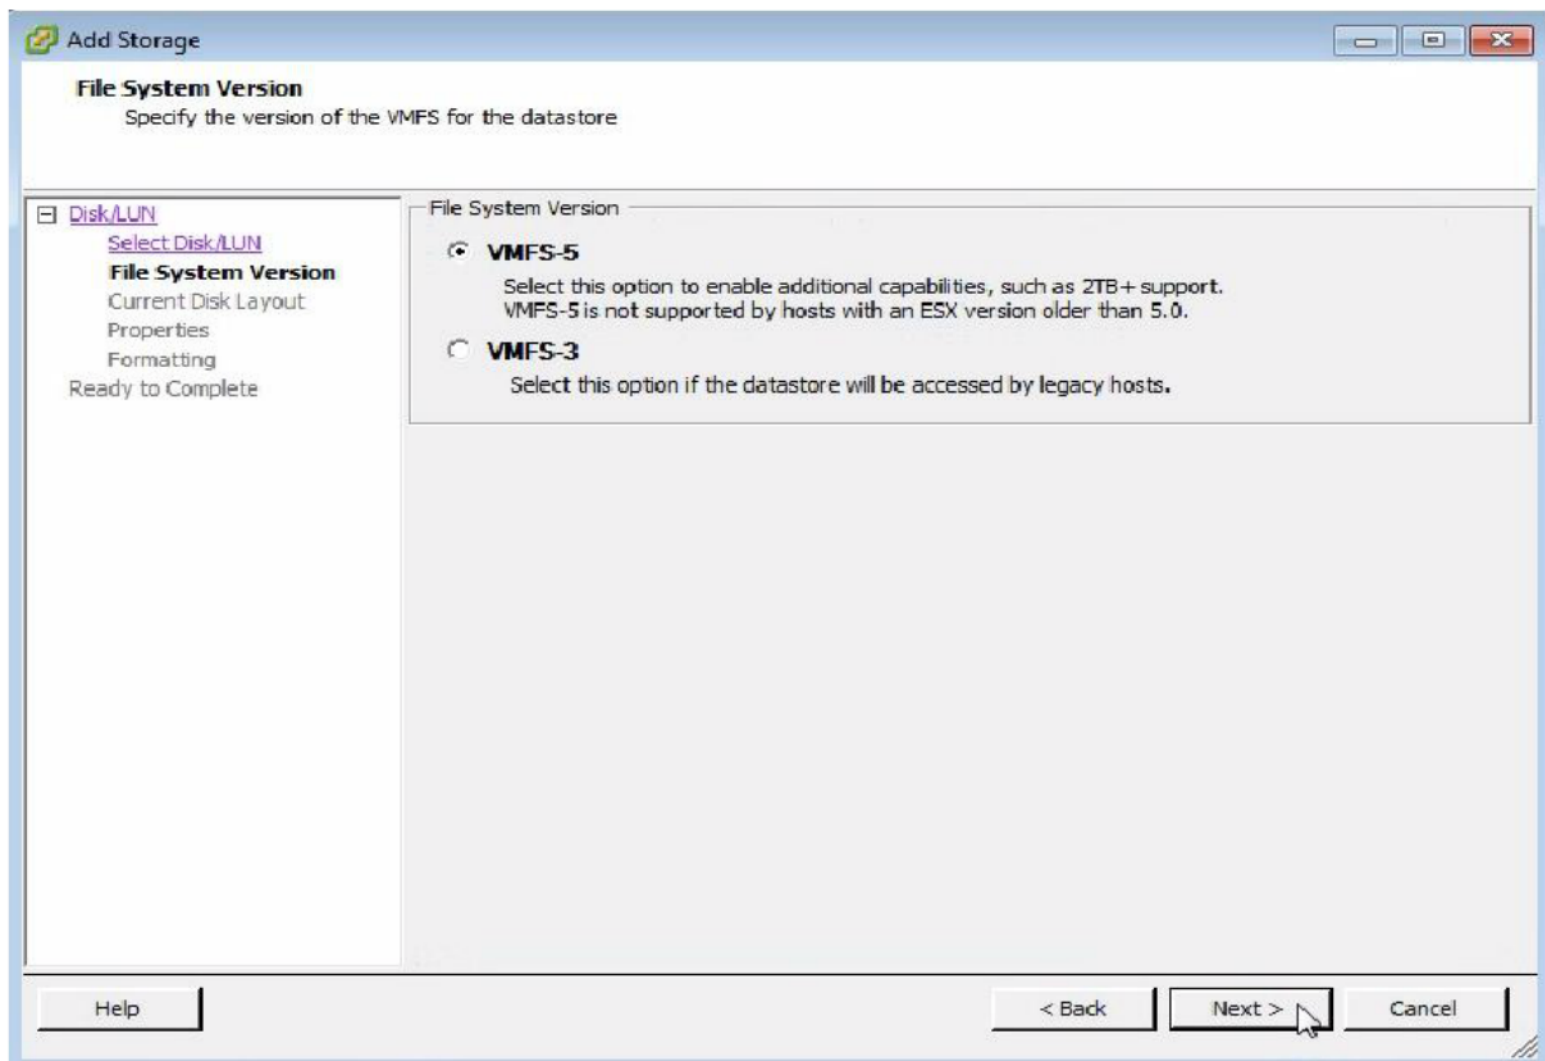 Add Storage
File System Version
Specify the version of the VMFS for the datastore
Disk/LUN
Select Disk/LUN
File System Version
Current Disk Layout
Properties
Formatting
Ready to Complete
File System Version
VMFS-5
Select this option to enable additional capabilities, such as 2TB+ support.
VMFS-5 is not supported by hosts with an ESX version older than 5.0.
VMFS-3
Select this option if the datastore will be accessed by legacy hosts.
Help
< Back
Next >
Cancel